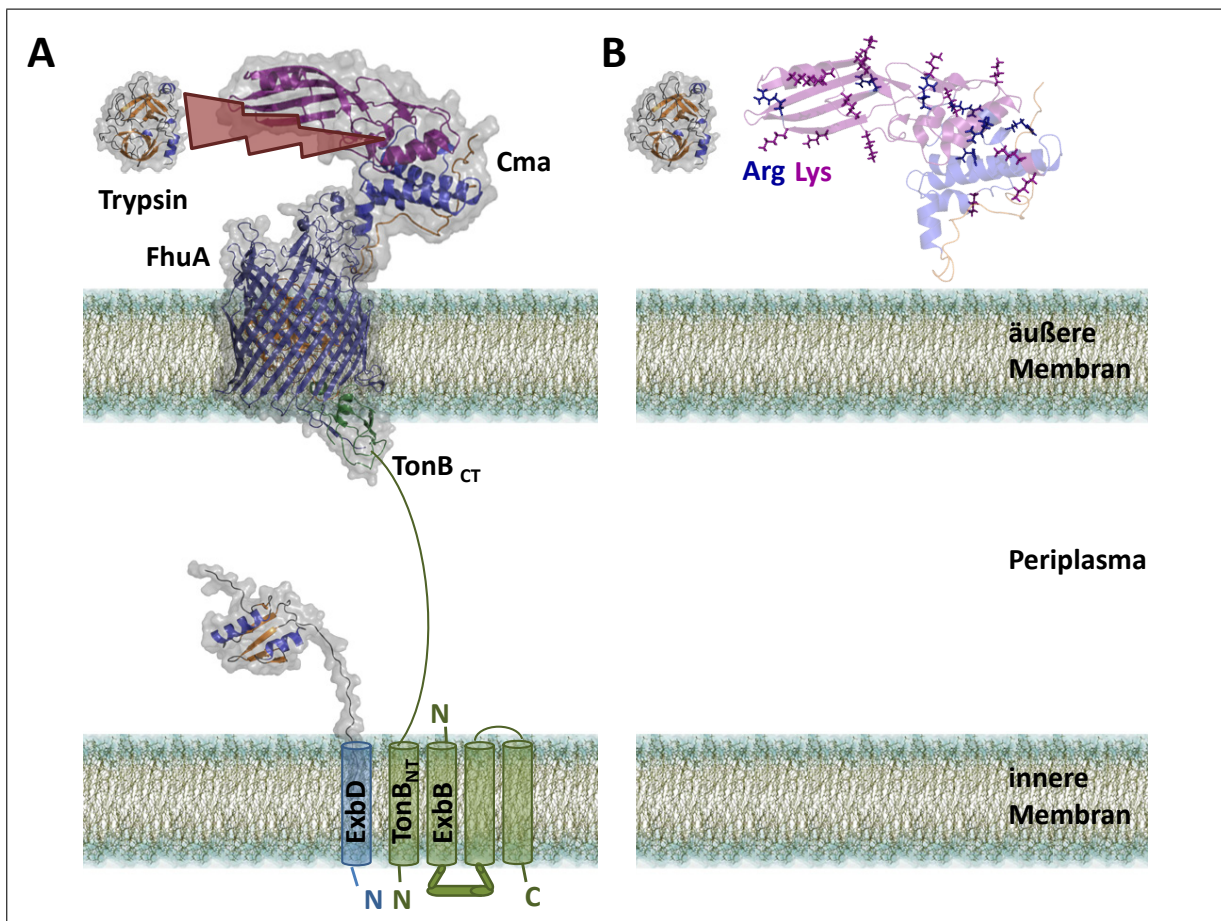 A
B
Trypsin
Cma
FhuA
Arg Lys
äußere
Membran
TonB CT
Periplasma
N
ExbD
TonBNT
ExbB
innere
Membran
N
N
C